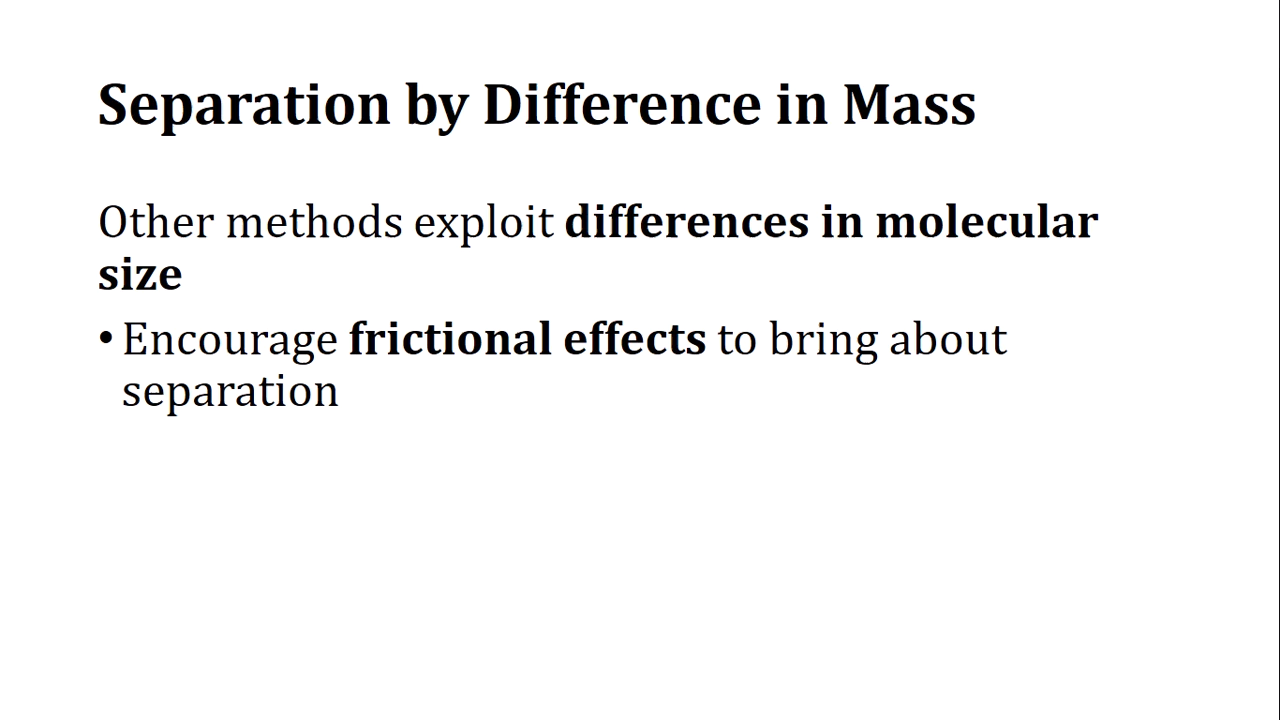 Separation by Difference in Mass
Other methods exploit differences in molecular
size
• Encourage frictional effects to bring about
separation